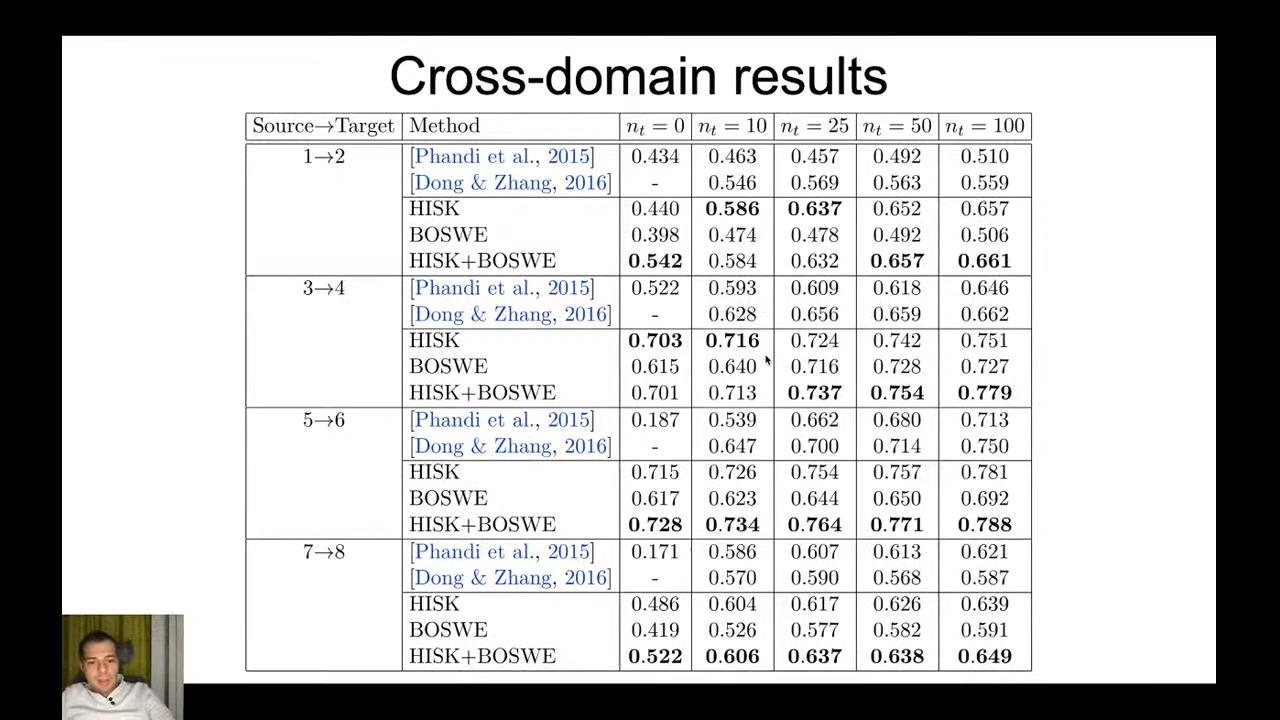 Cross-domain results
Source→Target Method n_t = 0 n_t = 10 n_t = 25 n_t = 50 n_t = 100
1→2 [Phandi et al., 2015] 0.434 0.463 0.457 0.492 0.510
[Dong & Zhang, 2016] - 0.546 0.569 0.563 0.559
HISK 0.440 0.586 0.637 0.652 0.657
BOSWE 0.398 0.474 0.478 0.492 0.506
HISK+BOSWE 0.542 0.584 0.632 0.657 0.661
3→4 [Phandi et al., 2015] 0.522 0.593 0.609 0.618 0.646
[Dong & Zhang, 2016] - 0.628 0.656 0.659 0.662
HISK 0.703 0.716 0.724 0.742 0.751
BOSWE 0.615 0.640 0.716 0.728 0.727
HISK+BOSWE 0.701 0.713 0.737 0.754 0.779
5→6 [Phandi et al., 2015] 0.187 0.539 0.662 0.680 0.713
[Dong & Zhang, 2016] - 0.647 0.700 0.714 0.750
HISK 0.715 0.726 0.754 0.757 0.781
BOSWE 0.617 0.623 0.644 0.650 0.692
HISK+BOSWE 0.728 0.734 0.764 0.771 0.788
7→8 [Phandi et al., 2015] 0.171 0.586 0.607 0.613 0.621
[Dong & Zhang, 2016] - 0.570 0.590 0.568 0.587
HISK 0.486 0.604 0.617 0.626 0.639
BOSWE 0.419 0.526 0.577 0.582 0.591
HISK+BOSWE 0.522 0.606 0.637 0.638 0.649